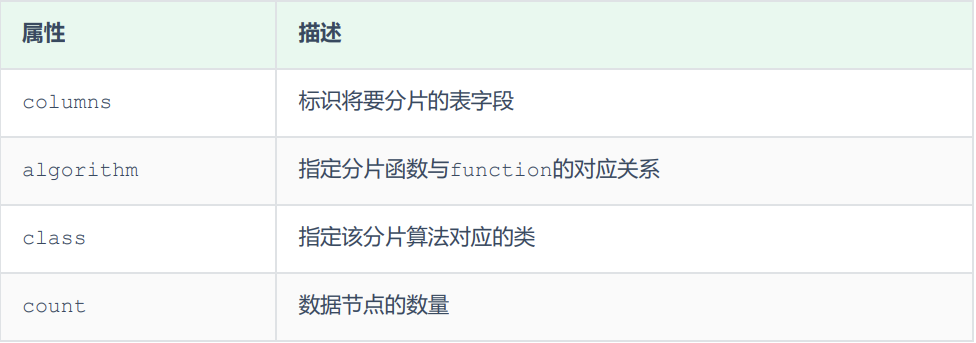 属性 描述
columns 标识将要分片的表字段
algorithm 指定分片函数与function的对应关系
class 指定该分片算法对应的类
count 数据节点的数量